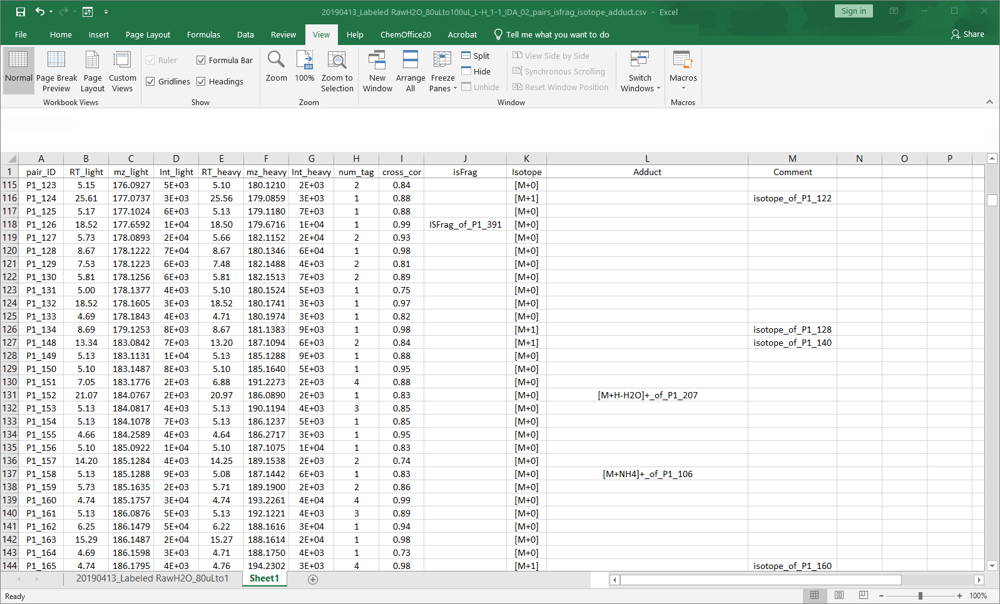 20190413_Labeled RawH2O_80uLto100uL_L-H_1-1_IDA_02_pairs_isfrag_isotope_adduct.csv - Excel Sign in
File Home Insert Page Layout Formulas Data Review View Help ChemOffice20 Acrobat Tell me what you want to do Share
Normal Page Break Preview Page Layout Custom Views
Workbook Views
Ruler Formula Bar
Gridlines Headings
Show
Zoom 100% Zoom to Selection
Zoom
New Window Arrange All Freeze Panes
Split
Hide
Unhide
View Side by Side
Synchronous Scrolling
Reset Window Position
Switch Windows
Window
Macros
Macros
A B C D E F G H I J K L M N O P
1 pair_ID RT_light mz_light Int_light RT_heavy mz_heavy Int_heavy num_tag cross_cor isFrag Isotope Adduct Comment
115 P1_123 5.15 176.0927 5E+03 5.10 180.1210 2E+03 2 0.84 [M+0]
116 P1_124 25.61 177.0737 3E+03 25.56 179.0859 3E+03 1 0.88 [M+1] isotope_of_P1_122
117 P1_125 5.17 177.1024 6E+03 5.13 179.1180 7E+03 1 0.88 [M+0]
118 P1_126 18.52 177.6592 1E+04 18.50 179.6716 1E+04 1 0.99 ISFrag_of_P1_391 [M+0]
119 P1_127 5.73 178.0893 2E+04 5.66 182.1152 2E+04 2 0.93 [M+0]
120 P1_128 8.67 178.1222 7E+04 8.67 180.1346 6E+04 1 0.98 [M+0]
121 P1_129 7.53 178.1223 6E+03 7.48 182.1488 4E+03 2 0.81 [M+0]
122 P1_130 5.81 178.1256 6E+03 5.81 182.1513 7E+03 2 0.89 [M+0]
123 P1_131 5.00 178.1377 4E+03 5.10 180.1524 5E+03 1 0.75 [M+0]
124 P1_132 18.52 178.1605 3E+03 18.52 180.1741 3E+03 1 0.97 [M+0]
125 P1_133 4.69 178.1843 4E+03 4.71 180.1974 3E+03 1 0.82 [M+0]
126 P1_134 8.69 179.1253 8E+03 8.67 181.1383 9E+03 1 0.98 [M+1] isotope_of_P1_128
127 P1_148 13.34 183.0842 7E+03 13.20 187.1094 6E+03 2 0.84 [M+1] isotope_of_P1_140
128 P1_149 5.13 183.1131 1E+04 5.13 185.1288 9E+03 1 0.88 [M+0]
129 P1_150 5.10 183.1487 8E+03 5.10 185.1640 5E+03 1 0.95 [M+0]
130 P1_151 7.05 183.1776 2E+03 6.88 191.2273 2E+03 4 0.88 [M+0]
131 P1_152 21.07 184.0767 2E+03 20.97 186.0890 2E+03 1 0.83 [M+0] [M+H-H2O]+_of_P1_207
132 P1_153 5.13 184.0817 4E+03 5.13 190.1194 4E+03 3 0.85 [M+0]
133 P1_154 5.13 184.1078 7E+03 5.13 186.1237 5E+03 1 0.85 [M+0]
134 P1_155 4.66 184.2589 4E+03 4.64 186.2717 3E+03 1 0.95 [M+0]
135 P1_156 5.10 185.0922 1E+04 5.10 187.1075 1E+04 1 0.83 [M+0]
136 P1_157 14.20 185.1284 4E+03 14.25 189.1538 2E+03 2 0.74 [M+0]
137 P1_158 5.13 185.1288 9E+03 5.08 187.1442 6E+03 1 0.83 [M+0] [M+NH4]+_of_P1_106
138 P1_159 5.73 185.1635 2E+03 5.71 189.1900 2E+03 2 0.86 [M+0]
139 P1_160 4.74 185.1757 3E+04 4.74 193.2261 4E+04 4 0.99 [M+0]
140 P1_161 5.13 186.0876 5E+03 5.13 192.1221 4E+03 3 0.89 [M+0]
141 P1_162 6.25 186.1479 5E+04 6.22 188.1616 3E+04 1 0.94 [M+0]
142 P1_163 15.29 186.1487 2E+04 15.27 188.1614 2E+04 1 0.98 [M+0]
143 P1_164 4.69 186.1598 3E+03 4.71 188.1750 4E+03 1 0.73 [M+0]
144 P1_165 4.74 186.1795 4E+03 4.76 194.2302 3E+03 4 0.98 [M+1] isotope_of_P1_160
20190413_Labeled RawH2O_80uLto1 Sheet1
Ready 100%